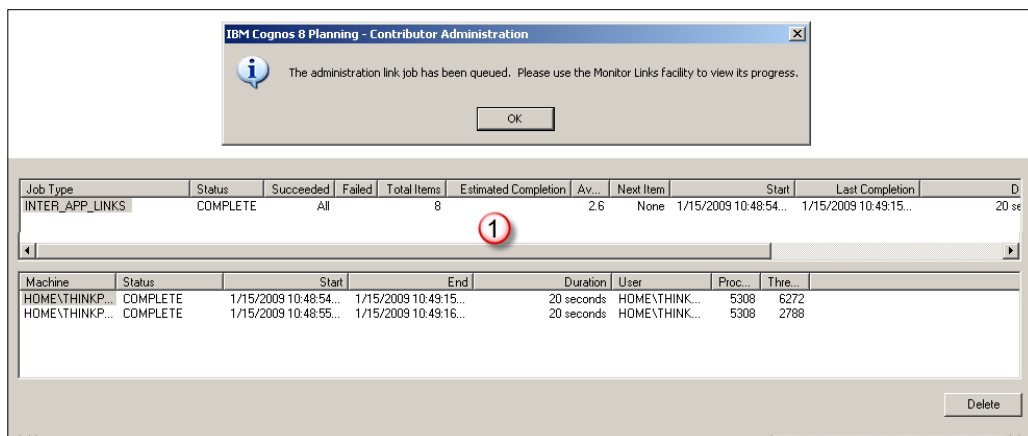 IBM Cognos 8 Planning - Contributor Administration
The administration link job has been queued. Please use the Monitor Links facility to view its progress.
OK
Job Type Status Succeeded Failed Total Items Estimated Completion Av... Next Item Start Last Completion D
INTER_APP_LINKS COMPLETE All 8 2.6 None 1/15/2009 10:48:54... 1/15/2009 10:49:15... 20 se
1
Machine Status Start End Duration User Proc... Thre...
HOME\THINKP... COMPLETE 1/15/2009 10:48:54... 1/15/2009 10:49:15... 20 seconds HOME\THINK... 5308 6272
HOME\THINKP... COMPLETE 1/15/2009 10:48:55... 1/15/2009 10:49:16... 20 seconds HOME\THINK... 5308 2788
Delete